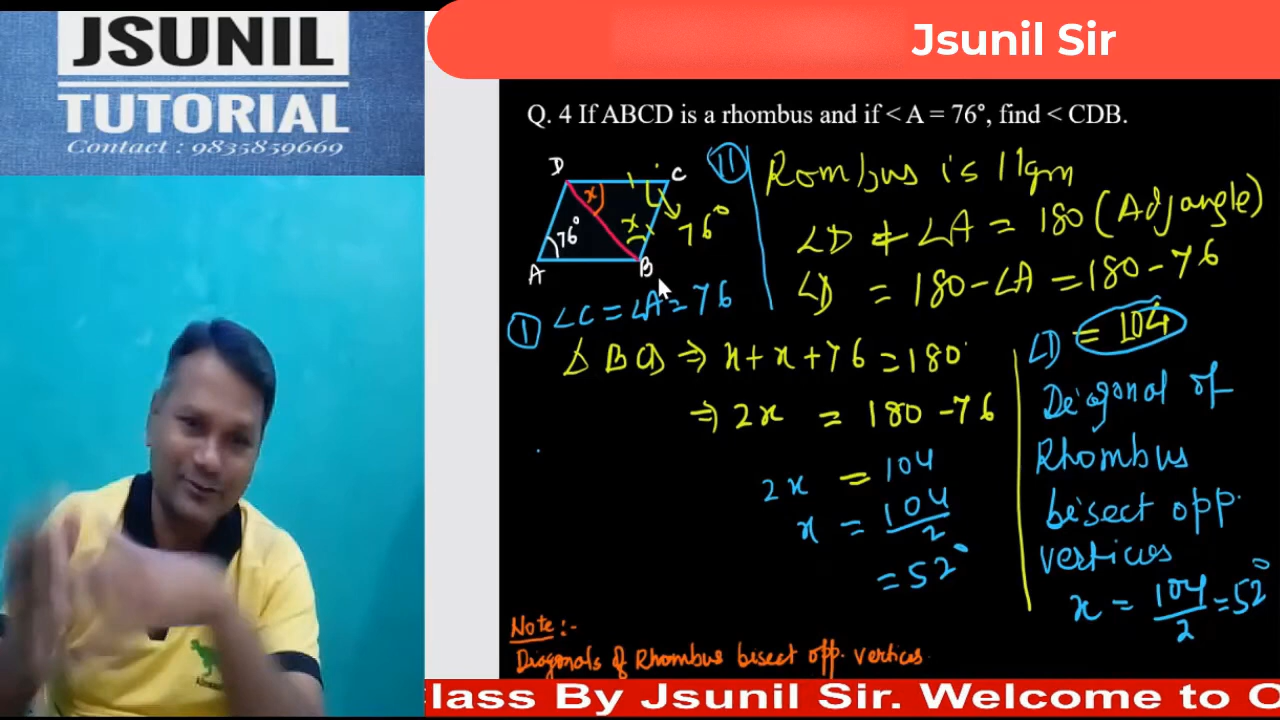 JSUNIL
TUTORIAL
Contact : 9835859669
Jsunil Sir
Q. 4 If ABCD is a rhombus and if < A = 76°, find < CDB.
D
C
x
x
76°
76°
A
B
I
∠C = ∠A = 76
Δ BCD ⇒ x + x + 76 = 180
⇒ 2x = 180 - 76
2x = 104
x = 104/2
= 52°
II
Rombus is ||gm
∠D + ∠A = 180 (Adj angle)
∠D = 180 - ∠A = 180 - 76
∠D = 104
Diagonal of
Rhombus
bisect opp.
vertices
x = 104/2 = 52°
Note :-
Diagonals of Rhombus bisect opp. vertices.
Class By Jsunil Sir. Welcome to O